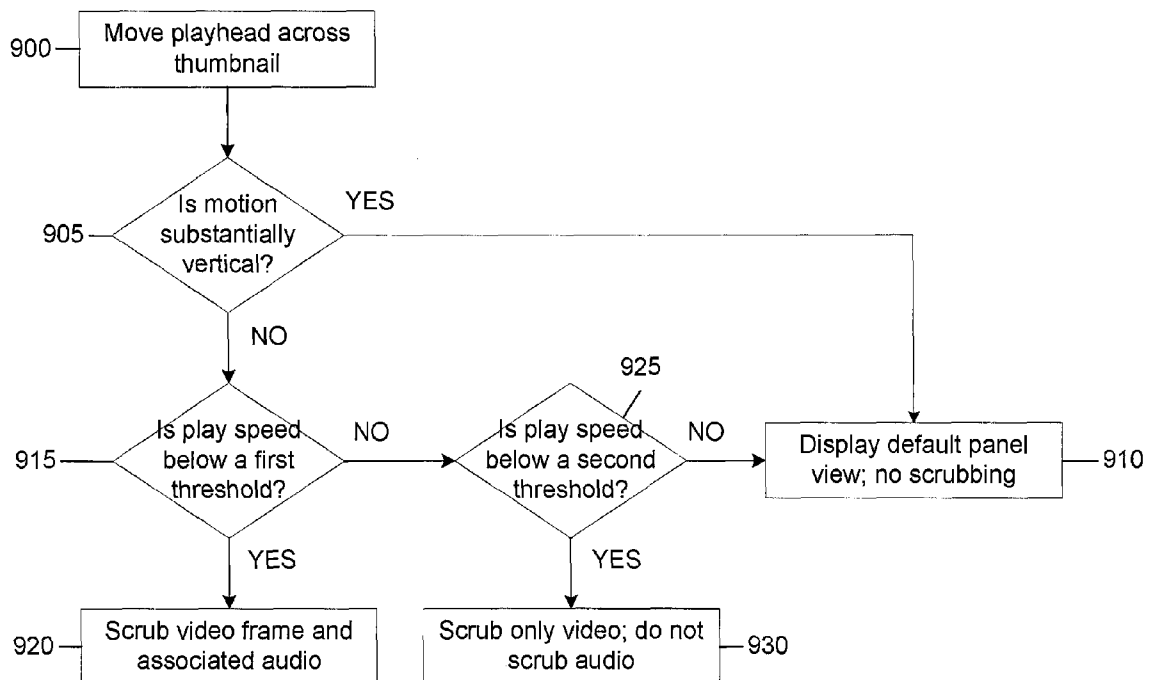 900
Move playhead across
thumbnail
905
Is motion
substantially
vertical?
YES
NO
915
Is play speed
below a first
threshold?
NO
925
Is play speed
below a second
threshold?
NO
Display default panel
view; no scrubbing
910
YES
YES
920
Scrub video frame and
associated audio
Scrub only video; do not
scrub audio
930